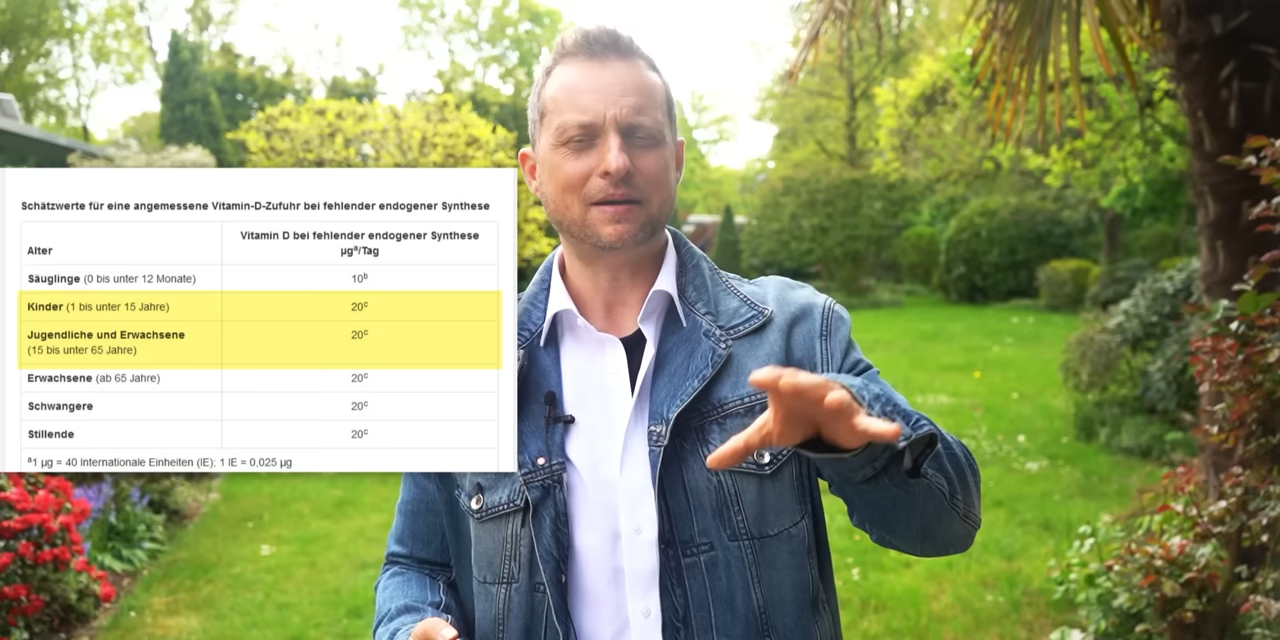 Schätzwerte für eine angemessene Vitamin-D-Zufuhr bei fehlender endogener Synthese
Alter
Vitamin D bei fehlender endogener Synthese
µgᵃ/Tag
Säuglinge (0 bis unter 12 Monate) 10ᵇ
Kinder (1 bis unter 15 Jahre) 20ᶜ
Jugendliche und Erwachsene 20ᶜ
(15 bis unter 65 Jahre)
Erwachsene (ab 65 Jahre) 20ᶜ
Schwangere 20ᶜ
Stillende 20ᶜ
ᵃ1 µg = 40 Internationale Einheiten (IE); 1 IE = 0,025 µg